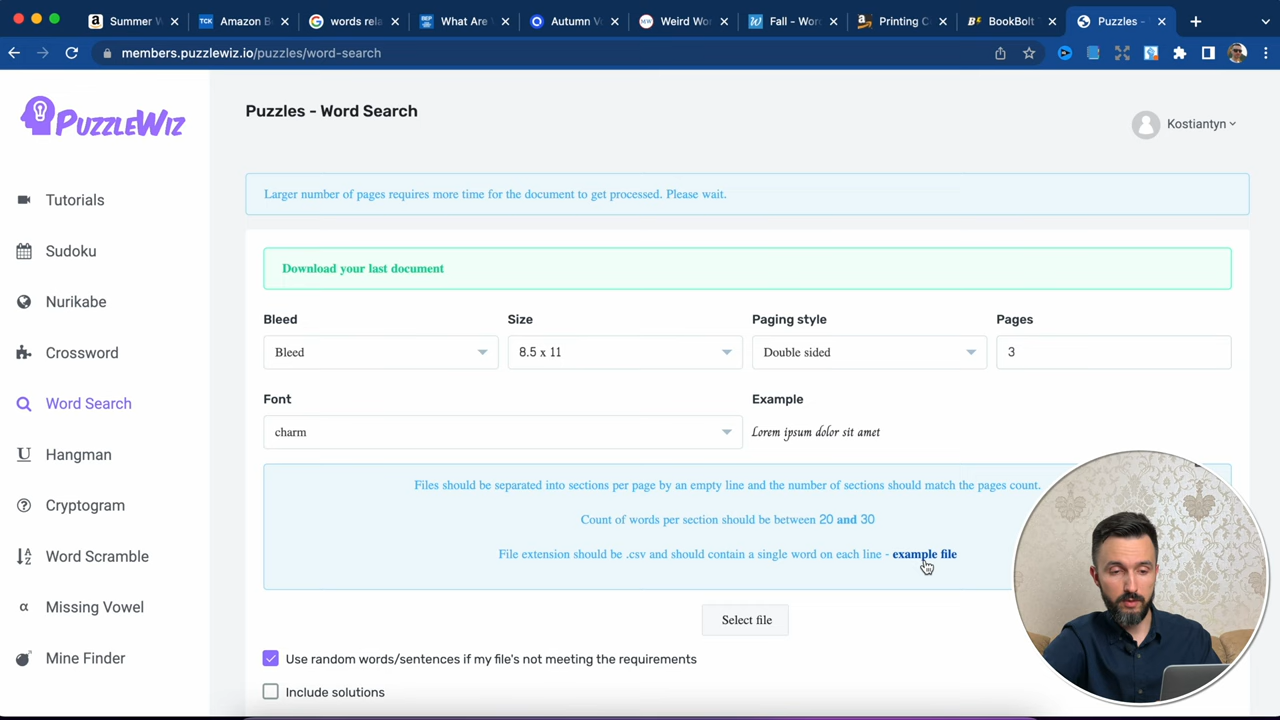 Summer W
Amazon B
words rela
What Are
Autumn V
Weird Wo
Fall - Wor
Printing C
BookBolt
Puzzles -
members.puzzlewiz.io/puzzles/word-search
PUZZLEWIZ
Puzzles - Word Search
Kostiantyn
Larger number of pages requires more time for the document to get processed. Please wait.
Tutorials
Sudoku
Nurikabe
Crossword
Word Search
Hangman
Cryptogram
Word Scramble
Missing Vowel
Mine Finder
Download your last document
Bleed
Size
Paging style
Pages
Bleed
8.5 x 11
Double sided
3
Font
Example
charm
Lorem ipsum dolor sit amet
Files should be separated into sections per page by an empty line and the number of sections should match the pages count.
Count of words per section should be between 20 and 30
File extension should be .csv and should contain a single word on each line - example file
Select file
Use random words/sentences if my file's not meeting the requirements
Include solutions